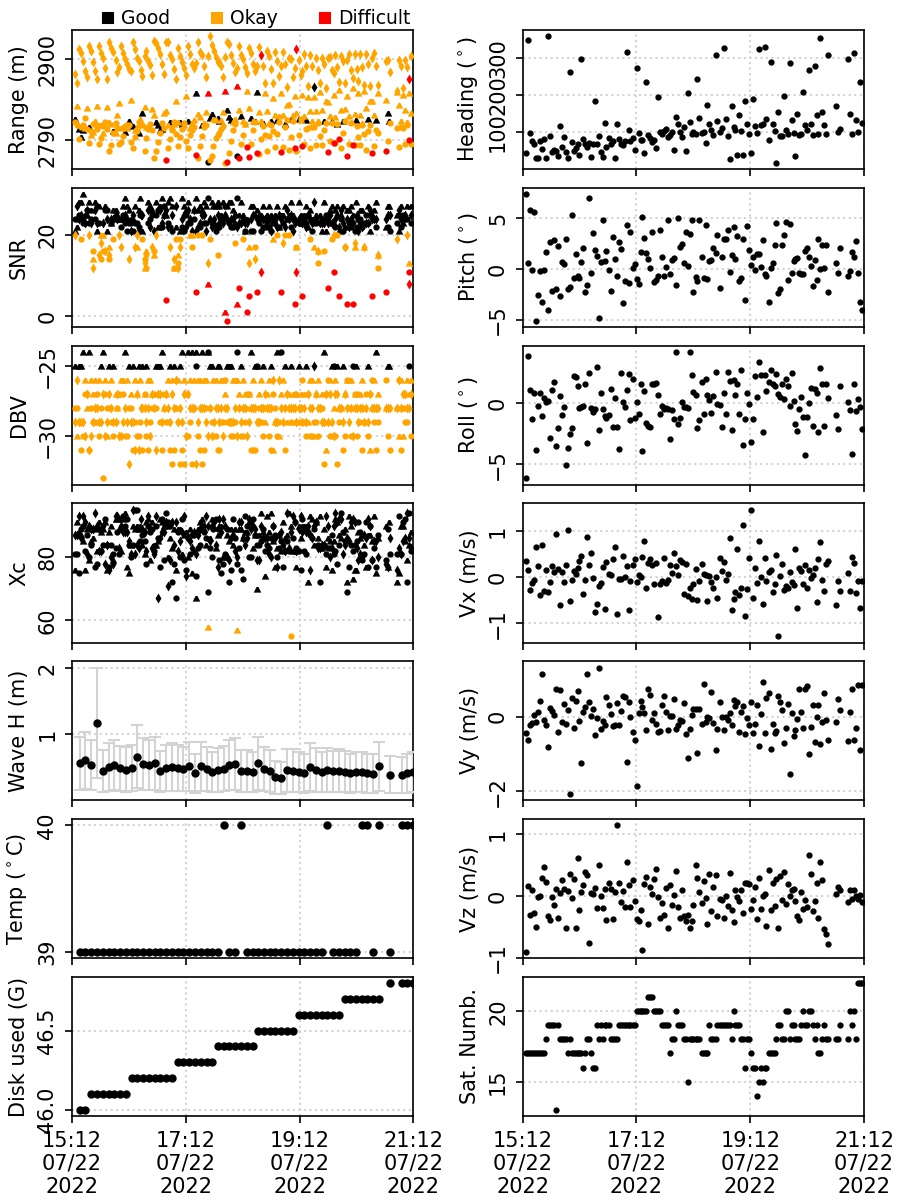 Good Okay Difficult
Range (m)
2900
2790
Heading (°)
300
200
100
SNR
20
0
Pitch (°)
5
0
−5
DBV
−25
−30
Roll (°)
0
−5
Xc
80
60
Vx (m/s)
1
0
−1
Wave H (m)
2
1
Vy (m/s)
0
−2
Temp (°C)
40
39
Vz (m/s)
1
0
−1
Disk used (G)
46.5
46.0
Sat. Numb.
20
15
15:12 17:12 19:12 21:12
07/22 07/22 07/22 07/22
2022 2022 2022 2022
15:12 17:12 19:12 21:12
07/22 07/22 07/22 07/22
2022 2022 2022 2022